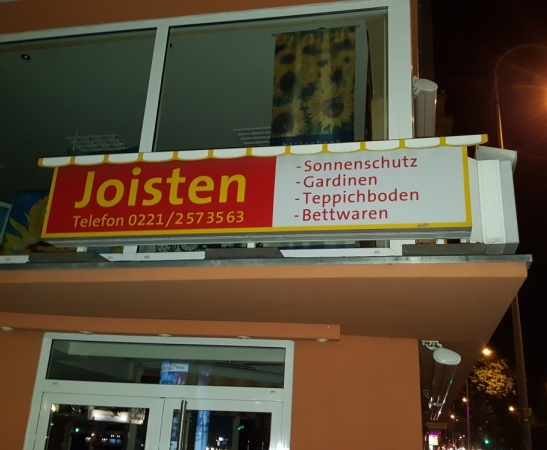 Joisten
Telefon 0221/2573563
-Sonnenschutz
-Gardinen
-Teppichboden
-Bettwaren